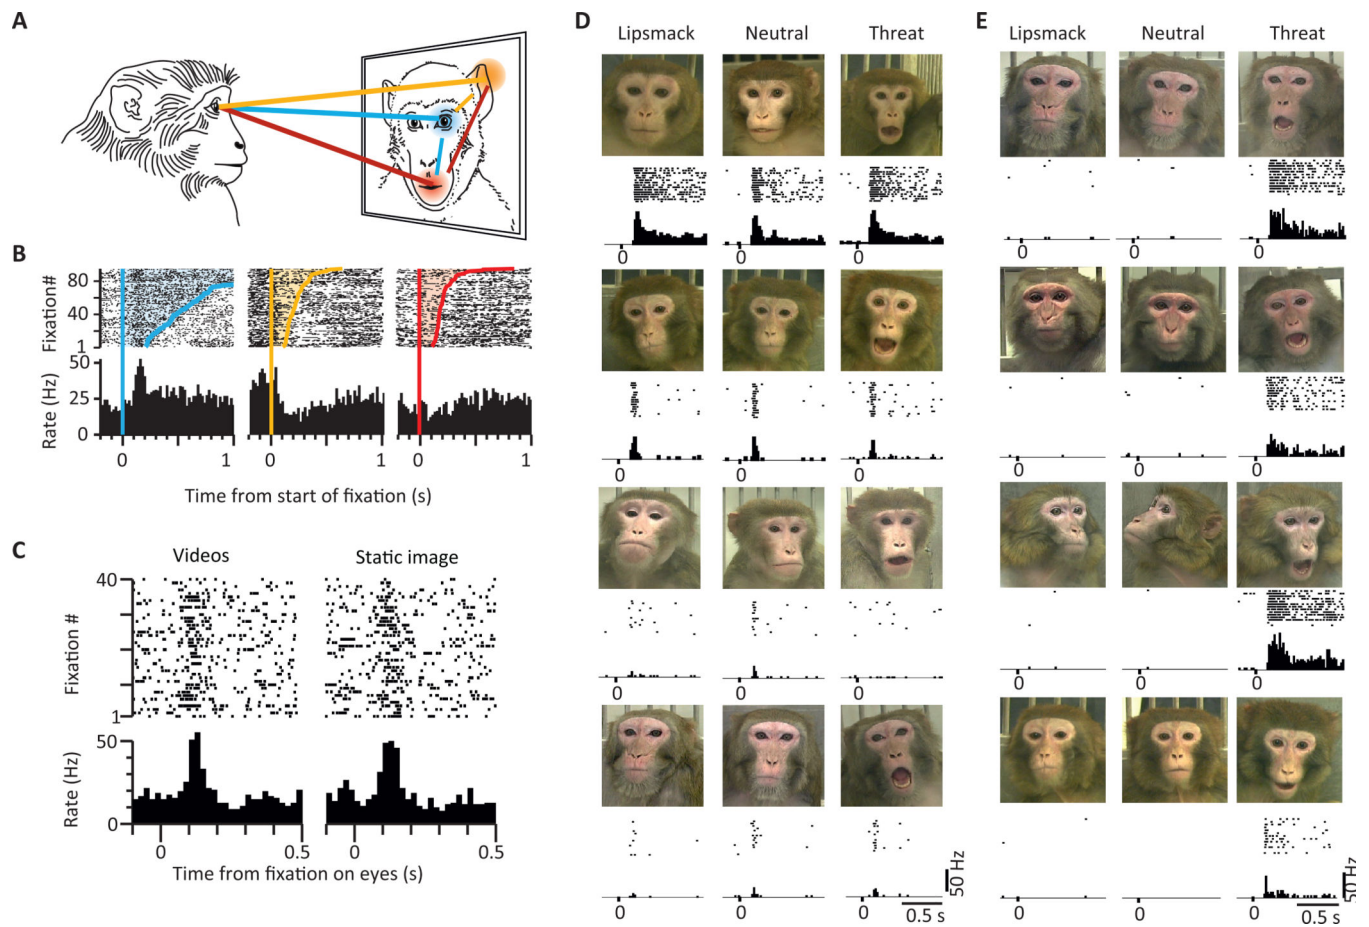 A
B
Fixation#
80
40
1
Rate (Hz)
50
25
0
0 1
0 1
0 1
Time from start of fixation (s)
C
Videos Static image
Fixation #
40
1
Rate (Hz)
50
0
0 0.5
0 0.5
Time from fixation on eyes (s)
D
Lipsmack Neutral Threat
0 0 0
0 0 0
0 0 0
0 0 0
50 Hz
0.5 s
E
Lipsmack Neutral Threat
0 0 0
0 0 0
0 0 0
0 0 0
50 Hz
0.5 s